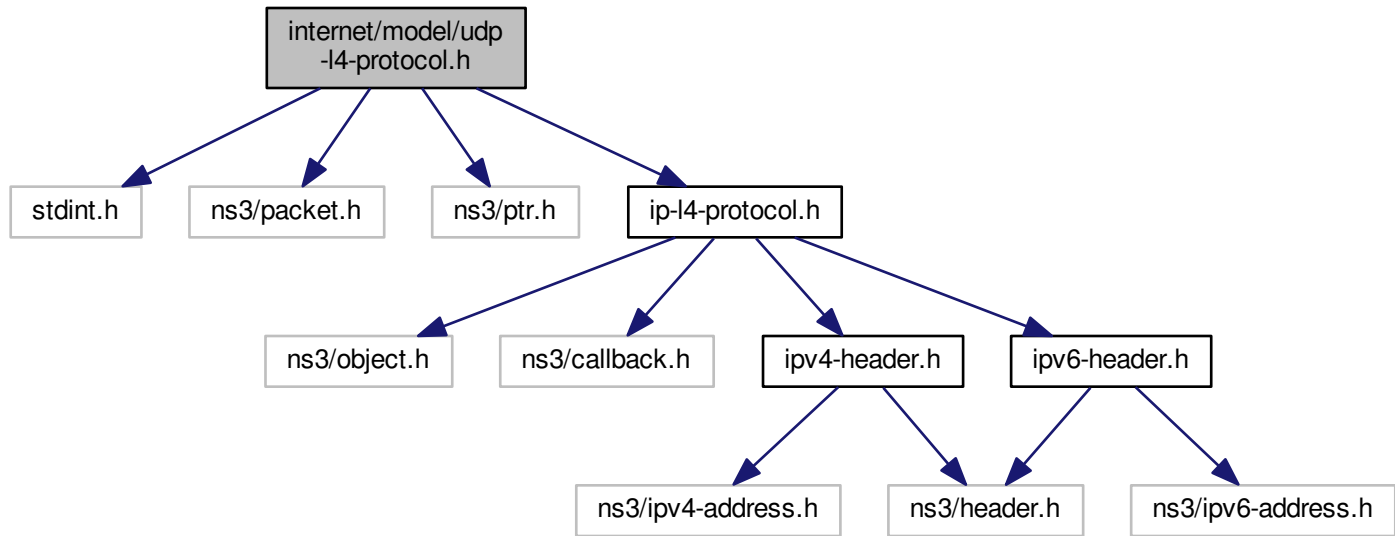 internet/model/udp
-l4-protocol.h
stdint.h
ns3/packet.h
ns3/ptr.h
ip-l4-protocol.h
ns3/object.h
ns3/callback.h
ipv4-header.h
ipv6-header.h
ns3/ipv4-address.h
ns3/header.h
ns3/ipv6-address.h